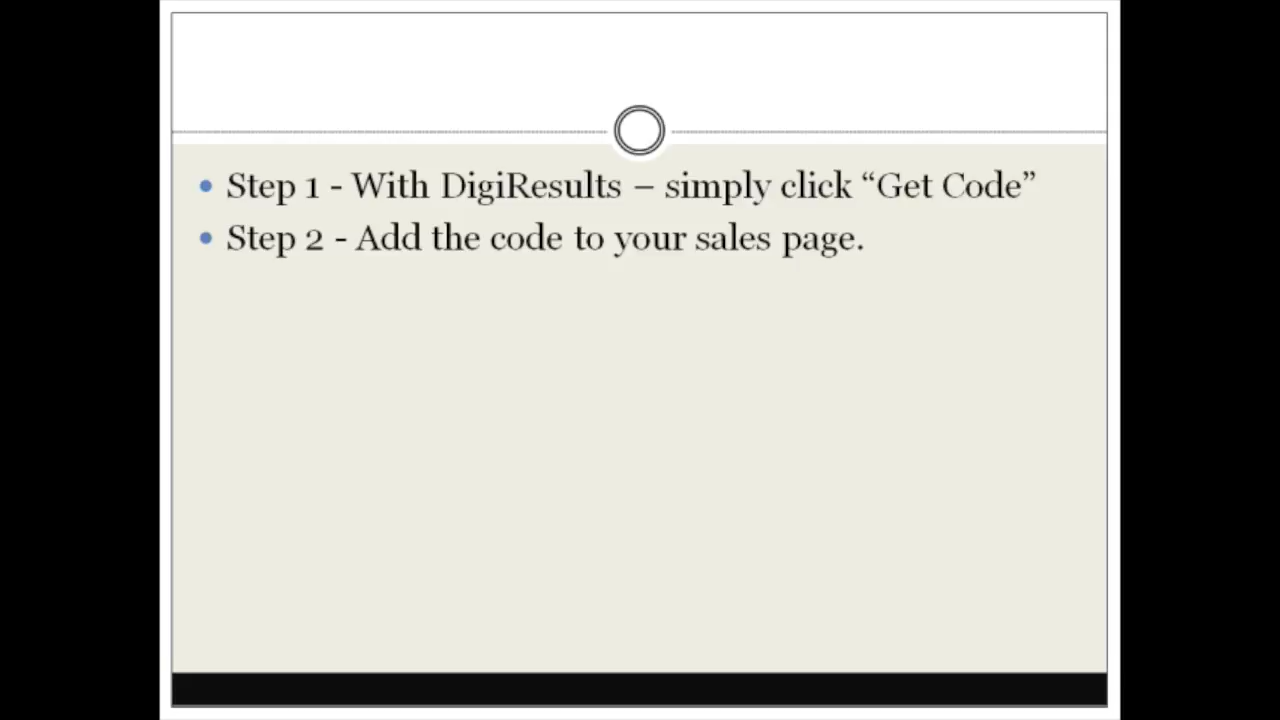 • Step 1 - With DigiResults – simply click “Get Code”
• Step 2 - Add the code to your sales page.